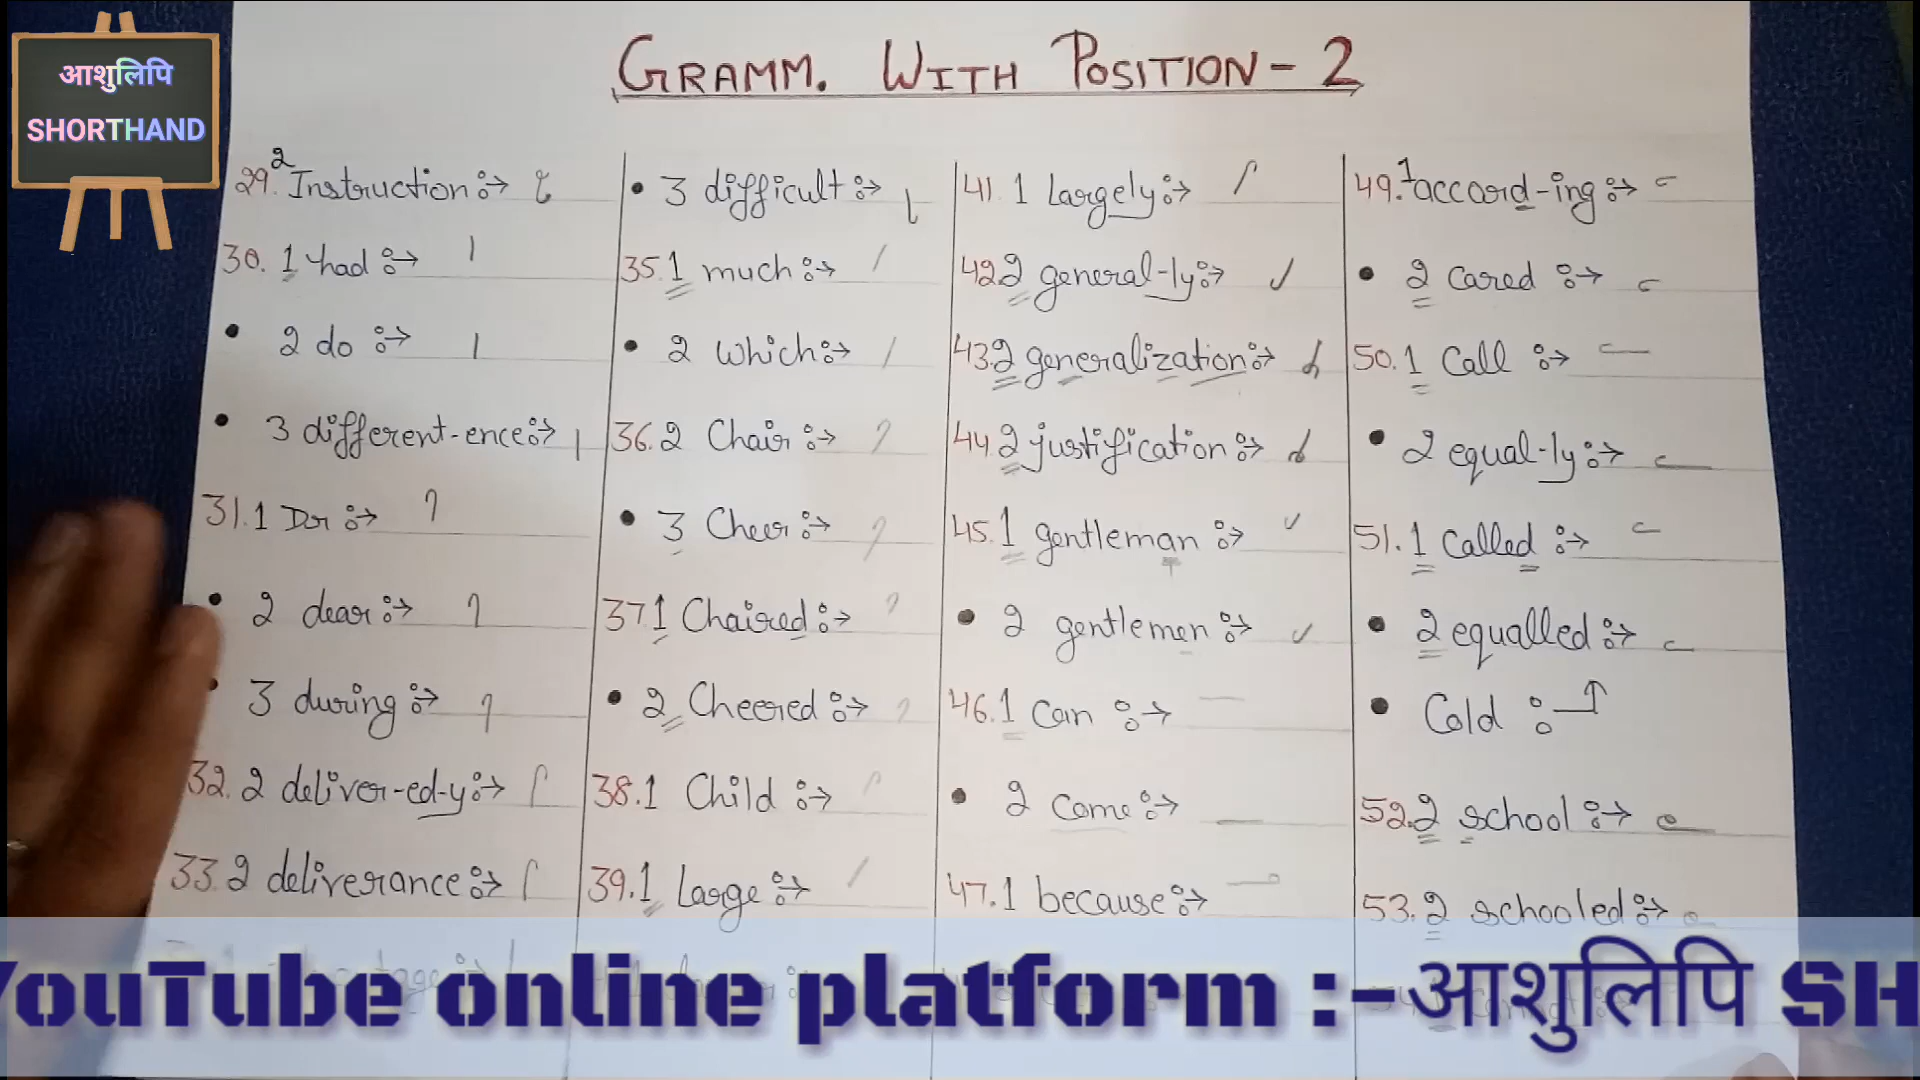 आशुलिपि
SHORTHAND
GRAMM. WITH POSITION-2
29. 2 Instruction
30. 1 had
• 2 do
• 3 different-ence
31. 1 Dr
• 2 dear
• 3 during
32. 2 deliver-ed-y
33. 2 deliverance
• 3 difficult
35. 1 much
• 2 which
36. 2 Chair
• 3 Cheer
37. 1 Chaired
• 2 Cheered
38. 1 Child
39. 1 Large
41. 1 Largely
42. 2 general-ly
43. 2 generalization
44. 2 justification
45. 1 gentleman
• 2 gentlemen
46. 1 Can
• 2 come
47. 1 because
49. 1 accord-ing
• 2 Cared
50. 1 Call
• 2 equal-ly
51. 1 Called
• 2 equalled
• Cold
52. 2 school
53. 2 schooled
YouTube online platform :-आशुलिपि SH